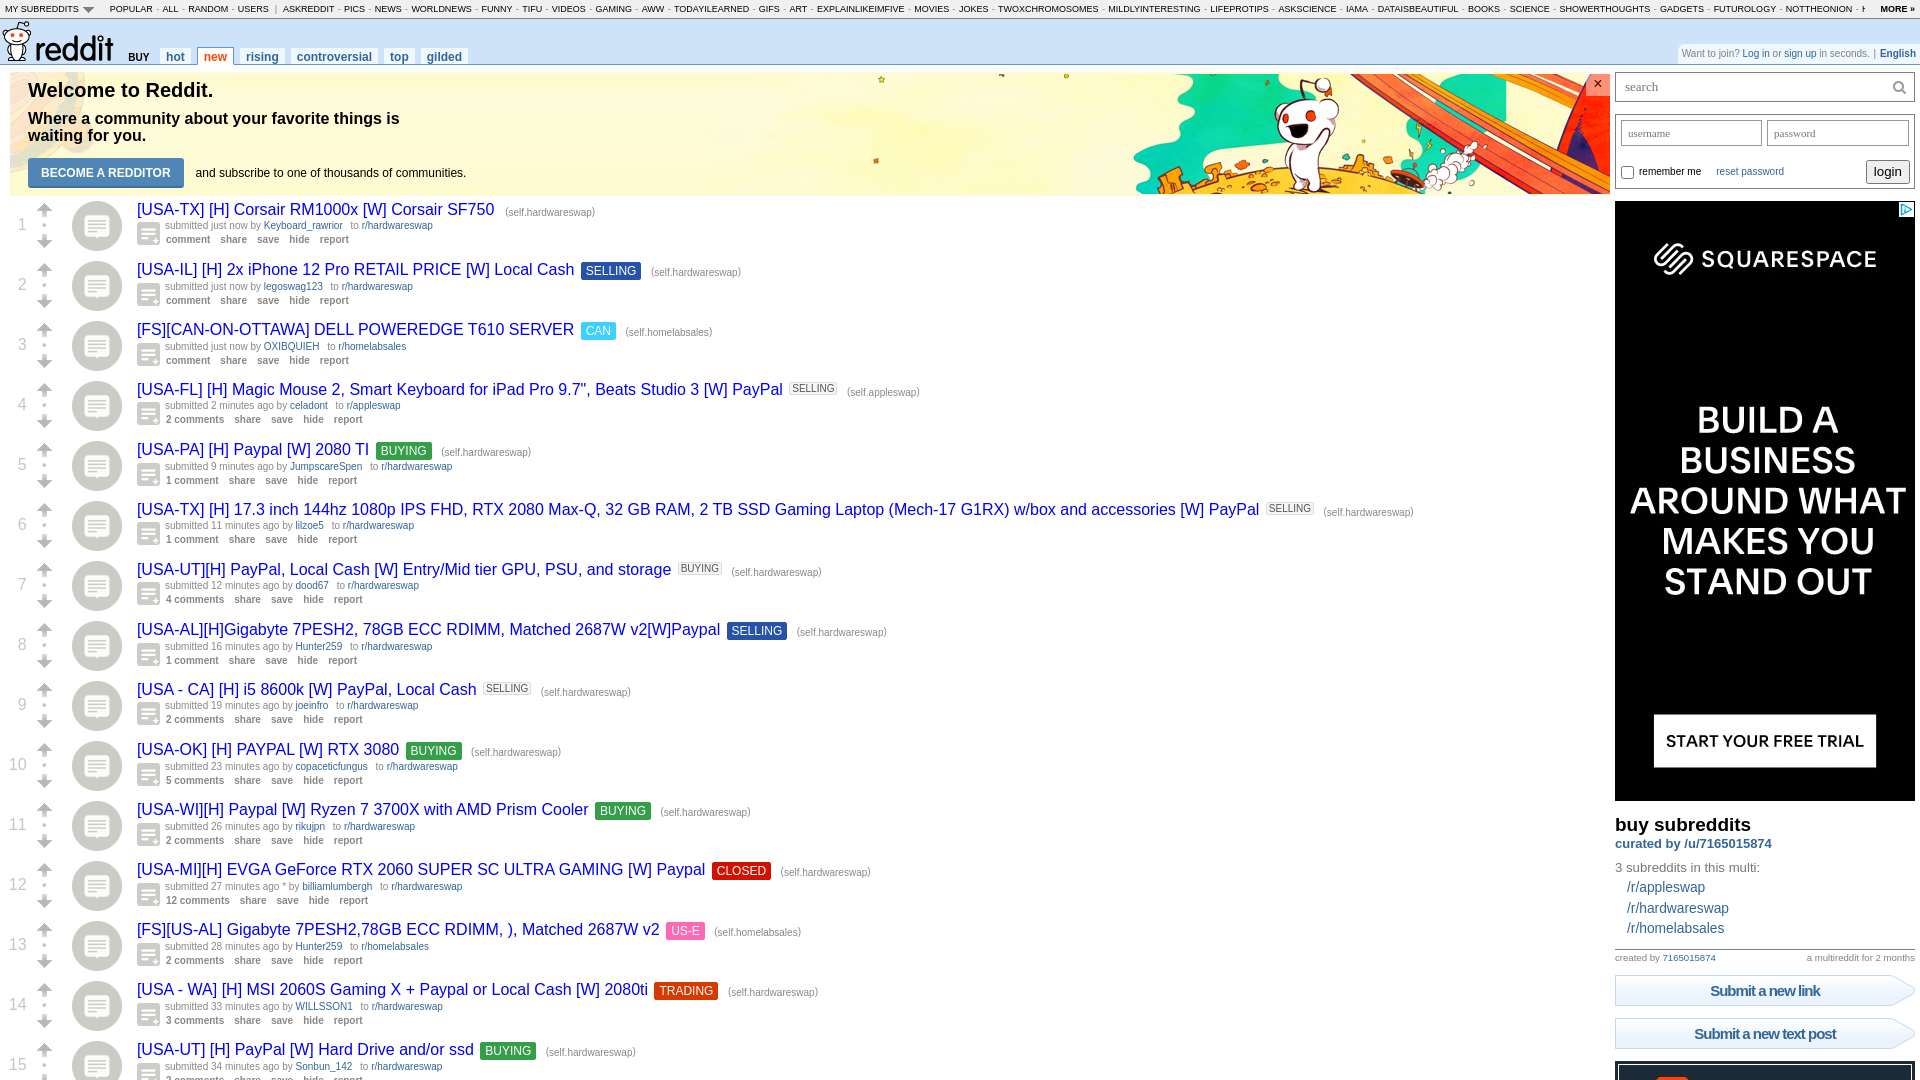 MY SUBREDDITS POPULAR - ALL - RANDOM - USERS | ASKREDDIT - PICS - NEWS - WORLDNEWS - FUNNY - TIFU - VIDEOS - GAMING - AWW - TODAYILEARNED - GIFS - ART - EXPLAINLIKEIMFIVE - MOVIES - JOKES - TWOXCHROMOSOMES - MILDLYINTERESTING - LIFEPROTIPS - ASKSCIENCE - IAMA - DATAISBEAUTIFUL - BOOKS - SCIENCE - SHOWERTHOUGHTS - GADGETS - FUTUROLOGY - NOTTHEONION - MORE »
reddit BUY hot new rising controversial top gilded
Want to join? Log in or sign up in seconds. | English
Welcome to Reddit.
Where a community about your favorite things is
waiting for you.
BECOME A REDDITOR and subscribe to one of thousands of communities.
×
1
[USA-TX] [H] Corsair RM1000x [W] Corsair SF750 (self.hardwareswap)
submitted just now by Keyboard_rawrior to r/hardwareswap
comment share save hide report
2
[USA-IL] [H] 2x iPhone 12 Pro RETAIL PRICE [W] Local Cash SELLING (self.hardwareswap)
submitted just now by legoswag123 to r/hardwareswap
comment share save hide report
3
[FS][CAN-ON-OTTAWA] DELL POWEREDGE T610 SERVER CAN (self.homelabsales)
submitted just now by OXIBQUIEH to r/homelabsales
comment share save hide report
4
[USA-FL] [H] Magic Mouse 2, Smart Keyboard for iPad Pro 9.7", Beats Studio 3 [W] PayPal SELLING (self.appleswap)
submitted 2 minutes ago by celadont to r/appleswap
2 comments share save hide report
5
[USA-PA] [H] Paypal [W] 2080 TI BUYING (self.hardwareswap)
submitted 9 minutes ago by JumpscareSpen to r/hardwareswap
1 comment share save hide report
6
[USA-TX] [H] 17.3 inch 144hz 1080p IPS FHD, RTX 2080 Max-Q, 32 GB RAM, 2 TB SSD Gaming Laptop (Mech-17 G1RX) w/box and accessories [W] PayPal SELLING (self.hardwareswap)
submitted 11 minutes ago by lilzoe5 to r/hardwareswap
1 comment share save hide report
7
[USA-UT][H] PayPal, Local Cash [W] Entry/Mid tier GPU, PSU, and storage BUYING (self.hardwareswap)
submitted 12 minutes ago by dood67 to r/hardwareswap
4 comments share save hide report
8
[USA-AL][H]Gigabyte 7PESH2, 78GB ECC RDIMM, Matched 2687W v2[W]Paypal SELLING (self.hardwareswap)
submitted 16 minutes ago by Hunter259 to r/hardwareswap
1 comment share save hide report
9
[USA - CA] [H] i5 8600k [W] PayPal, Local Cash SELLING (self.hardwareswap)
submitted 19 minutes ago by joeinfro to r/hardwareswap
2 comments share save hide report
10
[USA-OK] [H] PAYPAL [W] RTX 3080 BUYING (self.hardwareswap)
submitted 23 minutes ago by copaceticfungus to r/hardwareswap
5 comments share save hide report
11
[USA-WI][H] Paypal [W] Ryzen 7 3700X with AMD Prism Cooler BUYING (self.hardwareswap)
submitted 26 minutes ago by rikujpn to r/hardwareswap
2 comments share save hide report
12
[USA-MI][H] EVGA GeForce RTX 2060 SUPER SC ULTRA GAMING [W] Paypal CLOSED (self.hardwareswap)
submitted 27 minutes ago * by billiamlumbergh to r/hardwareswap
12 comments share save hide report
13
[FS][US-AL] Gigabyte 7PESH2,78GB ECC RDIMM, ), Matched 2687W v2 US-E (self.homelabsales)
submitted 28 minutes ago by Hunter259 to r/homelabsales
2 comments share save hide report
14
[USA - WA] [H] MSI 2060S Gaming X + Paypal or Local Cash [W] 2080ti TRADING (self.hardwareswap)
submitted 33 minutes ago by WILLSSON1 to r/hardwareswap
3 comments share save hide report
15
[USA-UT] [H] PayPal [W] Hard Drive and/or ssd BUYING (self.hardwareswap)
submitted 34 minutes ago by Sonbun_142 to r/hardwareswap
2 comments share save hide report
search
username password
remember me reset password login
SQUARESPACE
BUILD A
BUSINESS
AROUND WHAT
MAKES YOU
STAND OUT
START YOUR FREE TRIAL
buy subreddits
curated by /u/7165015874
3 subreddits in this multi:
/r/appleswap
/r/hardwareswap
/r/homelabsales
created by 7165015874 a multireddit for 2 months
Submit a new link
Submit a new text post